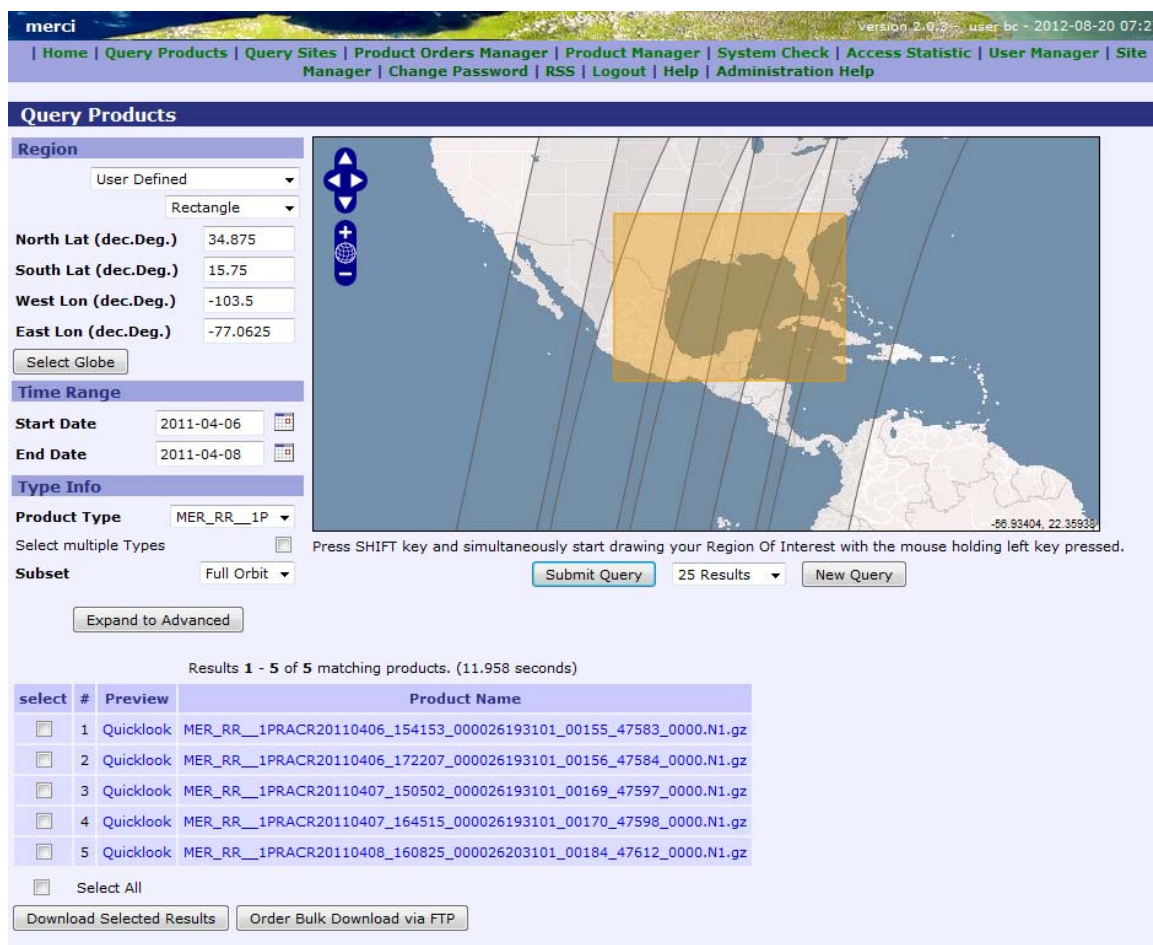 merci
version 2.0.3 - user bc - 2012-08-20 07:2
| Home | Query Products | Query Sites | Product Orders Manager | Product Manager | System Check | Access Statistic | User Manager | Site
Manager | Change Password | RSS | Logout | Help | Administration Help
Query Products
Region
User Defined
Rectangle
North Lat (dec.Deg.) 34.875
South Lat (dec.Deg.) 15.75
West Lon (dec.Deg.) -103.5
East Lon (dec.Deg.) -77.0625
Select Globe
Time Range
Start Date 2011-04-06
End Date 2011-04-08
Type Info
Product Type MER_RR__1P
Select multiple Types
Subset Full Orbit
Expand to Advanced
-56.93404, 22.35938
Press SHIFT key and simultaneously start drawing your Region Of Interest with the mouse holding left key pressed.
Submit Query 25 Results New Query
Results 1 - 5 of 5 matching products. (11.958 seconds)
select # Preview Product Name
1 Quicklook MER_RR__1PRACR20110406_154153_000026193101_00155_47583_0000.N1.gz
2 Quicklook MER_RR__1PRACR20110406_172207_000026193101_00156_47584_0000.N1.gz
3 Quicklook MER_RR__1PRACR20110407_150502_000026193101_00169_47597_0000.N1.gz
4 Quicklook MER_RR__1PRACR20110407_164515_000026193101_00170_47598_0000.N1.gz
5 Quicklook MER_RR__1PRACR20110408_160825_000026203101_00184_47612_0000.N1.gz
Select All
Download Selected Results Order Bulk Download via FTP